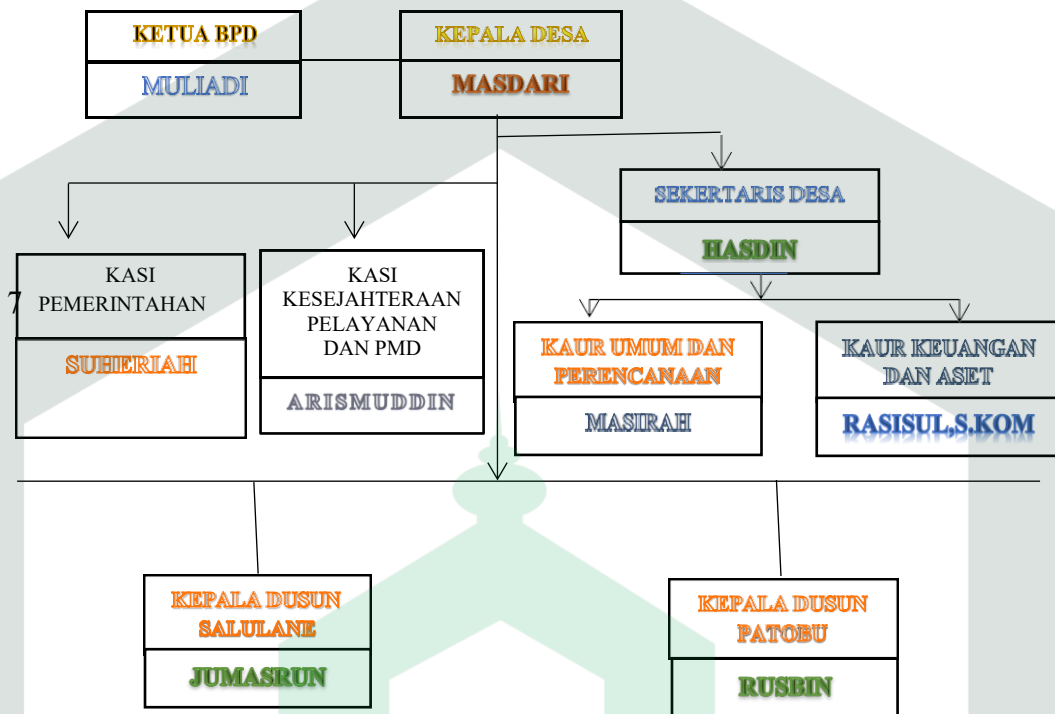 KETUA BPD
MULIADI
KEPALA DESA
MASDARI
SEKERTARIS DESA
HASDIN
7
KASI
PEMERINTAHAN
SUHERIAH
KASI
KESEJAHTERAAN
PELAYANAN
DAN PMD
ARISMUDDIN
KAUR UMUM DAN
PERENCANAAN
MASIRAH
KAUR KEUANGAN
DAN ASET
RASISUL,S.KOM
KEPALA DUSUN
SALULANE
JUMASRUN
KEPALA DUSUN
PATOBU
RUSBIN